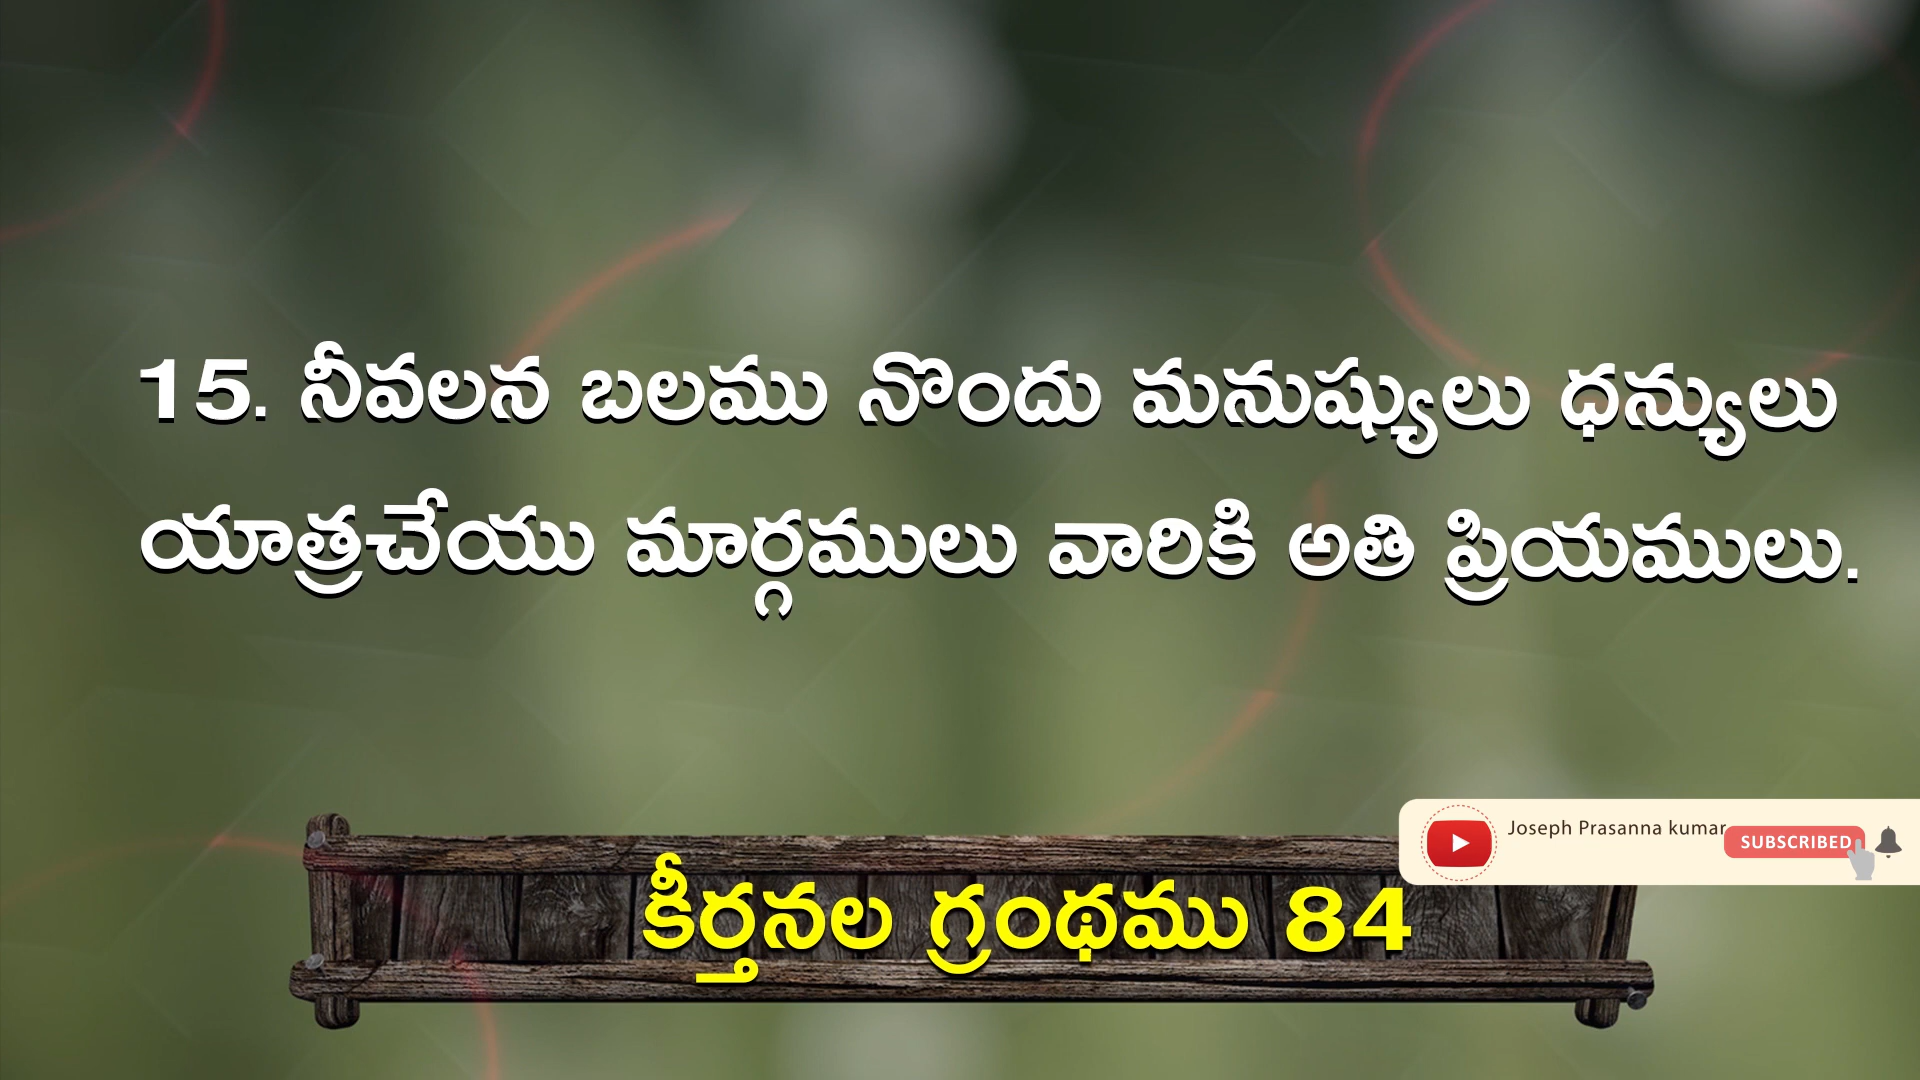 15. నీవలన బలము నొందు మనుష్యులు ధన్యులు
యాత్రచేయు మార్గములు వారికి అతి ప్రియములు.
Joseph Prasanna kumar
SUBSCRIBED
కీర్తనల గ్రంథము 84